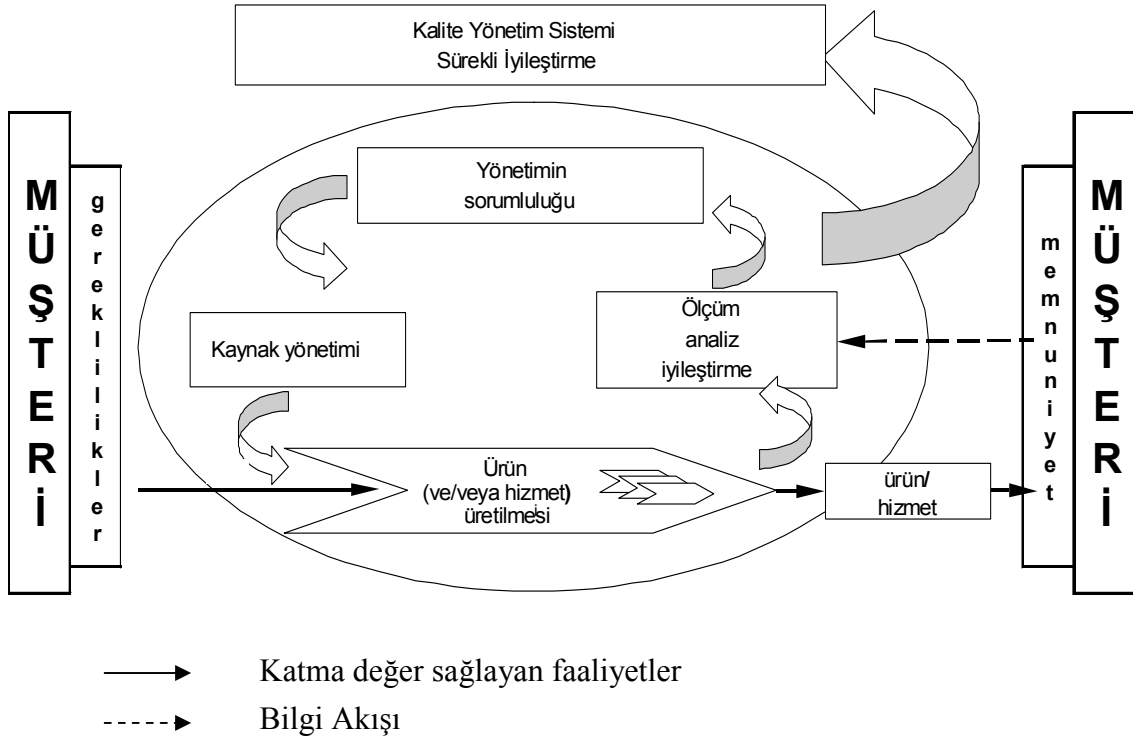 Kalite Yönetim Sistemi
Sürekli İyileştirme
MÜŞTERİ
gereklilikler
Yönetimin
sorumluluğu
Kaynak yönetimi
Ölçüm
analiz
iyileştirme
Ürün
(ve/veya hizmet)
üretilmesi
ürün/
hizmet
memnuniyet
MÜŞTERİ
Katma değer sağlayan faaliyetler
Bilgi Akışı